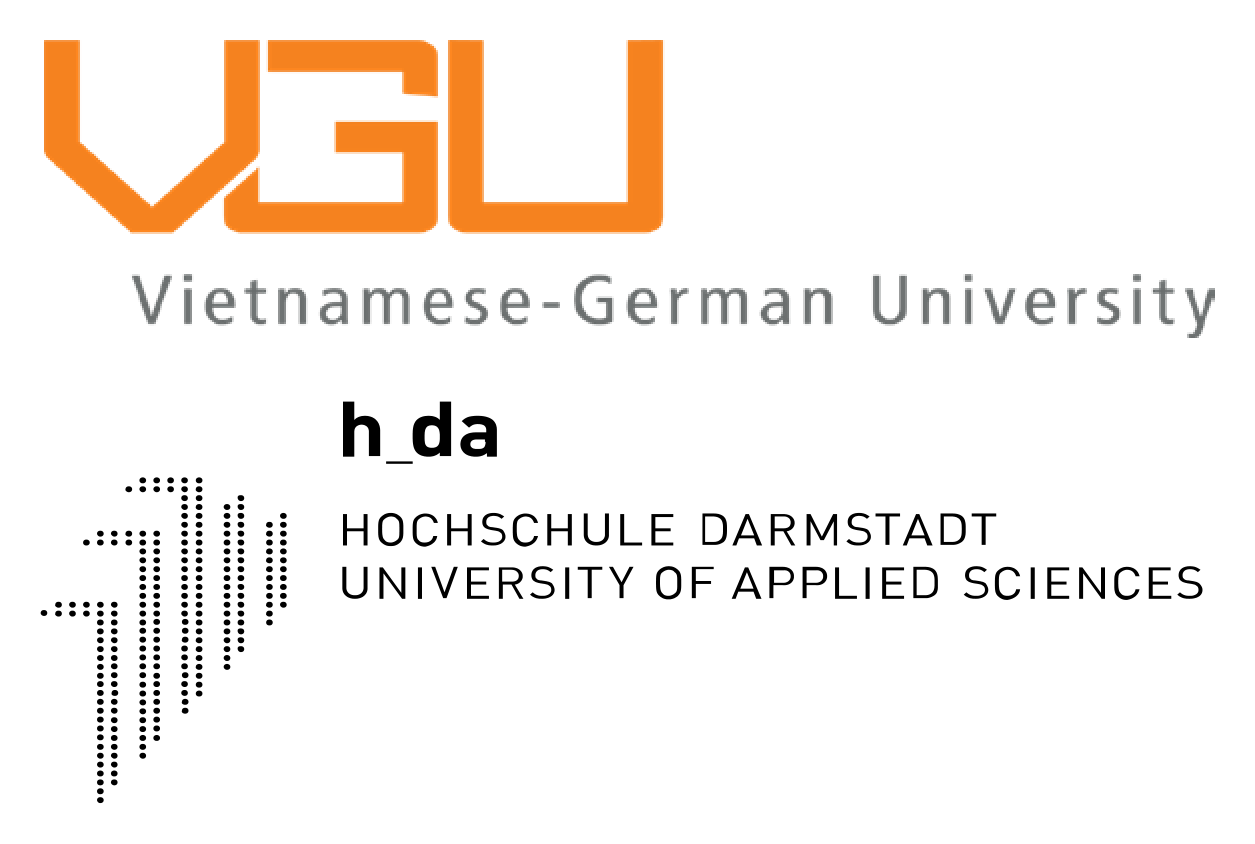 VGU
Vietnamese-German University
h_da
HOCHSCHULE DARMSTADT
UNIVERSITY OF APPLIED SCIENCES